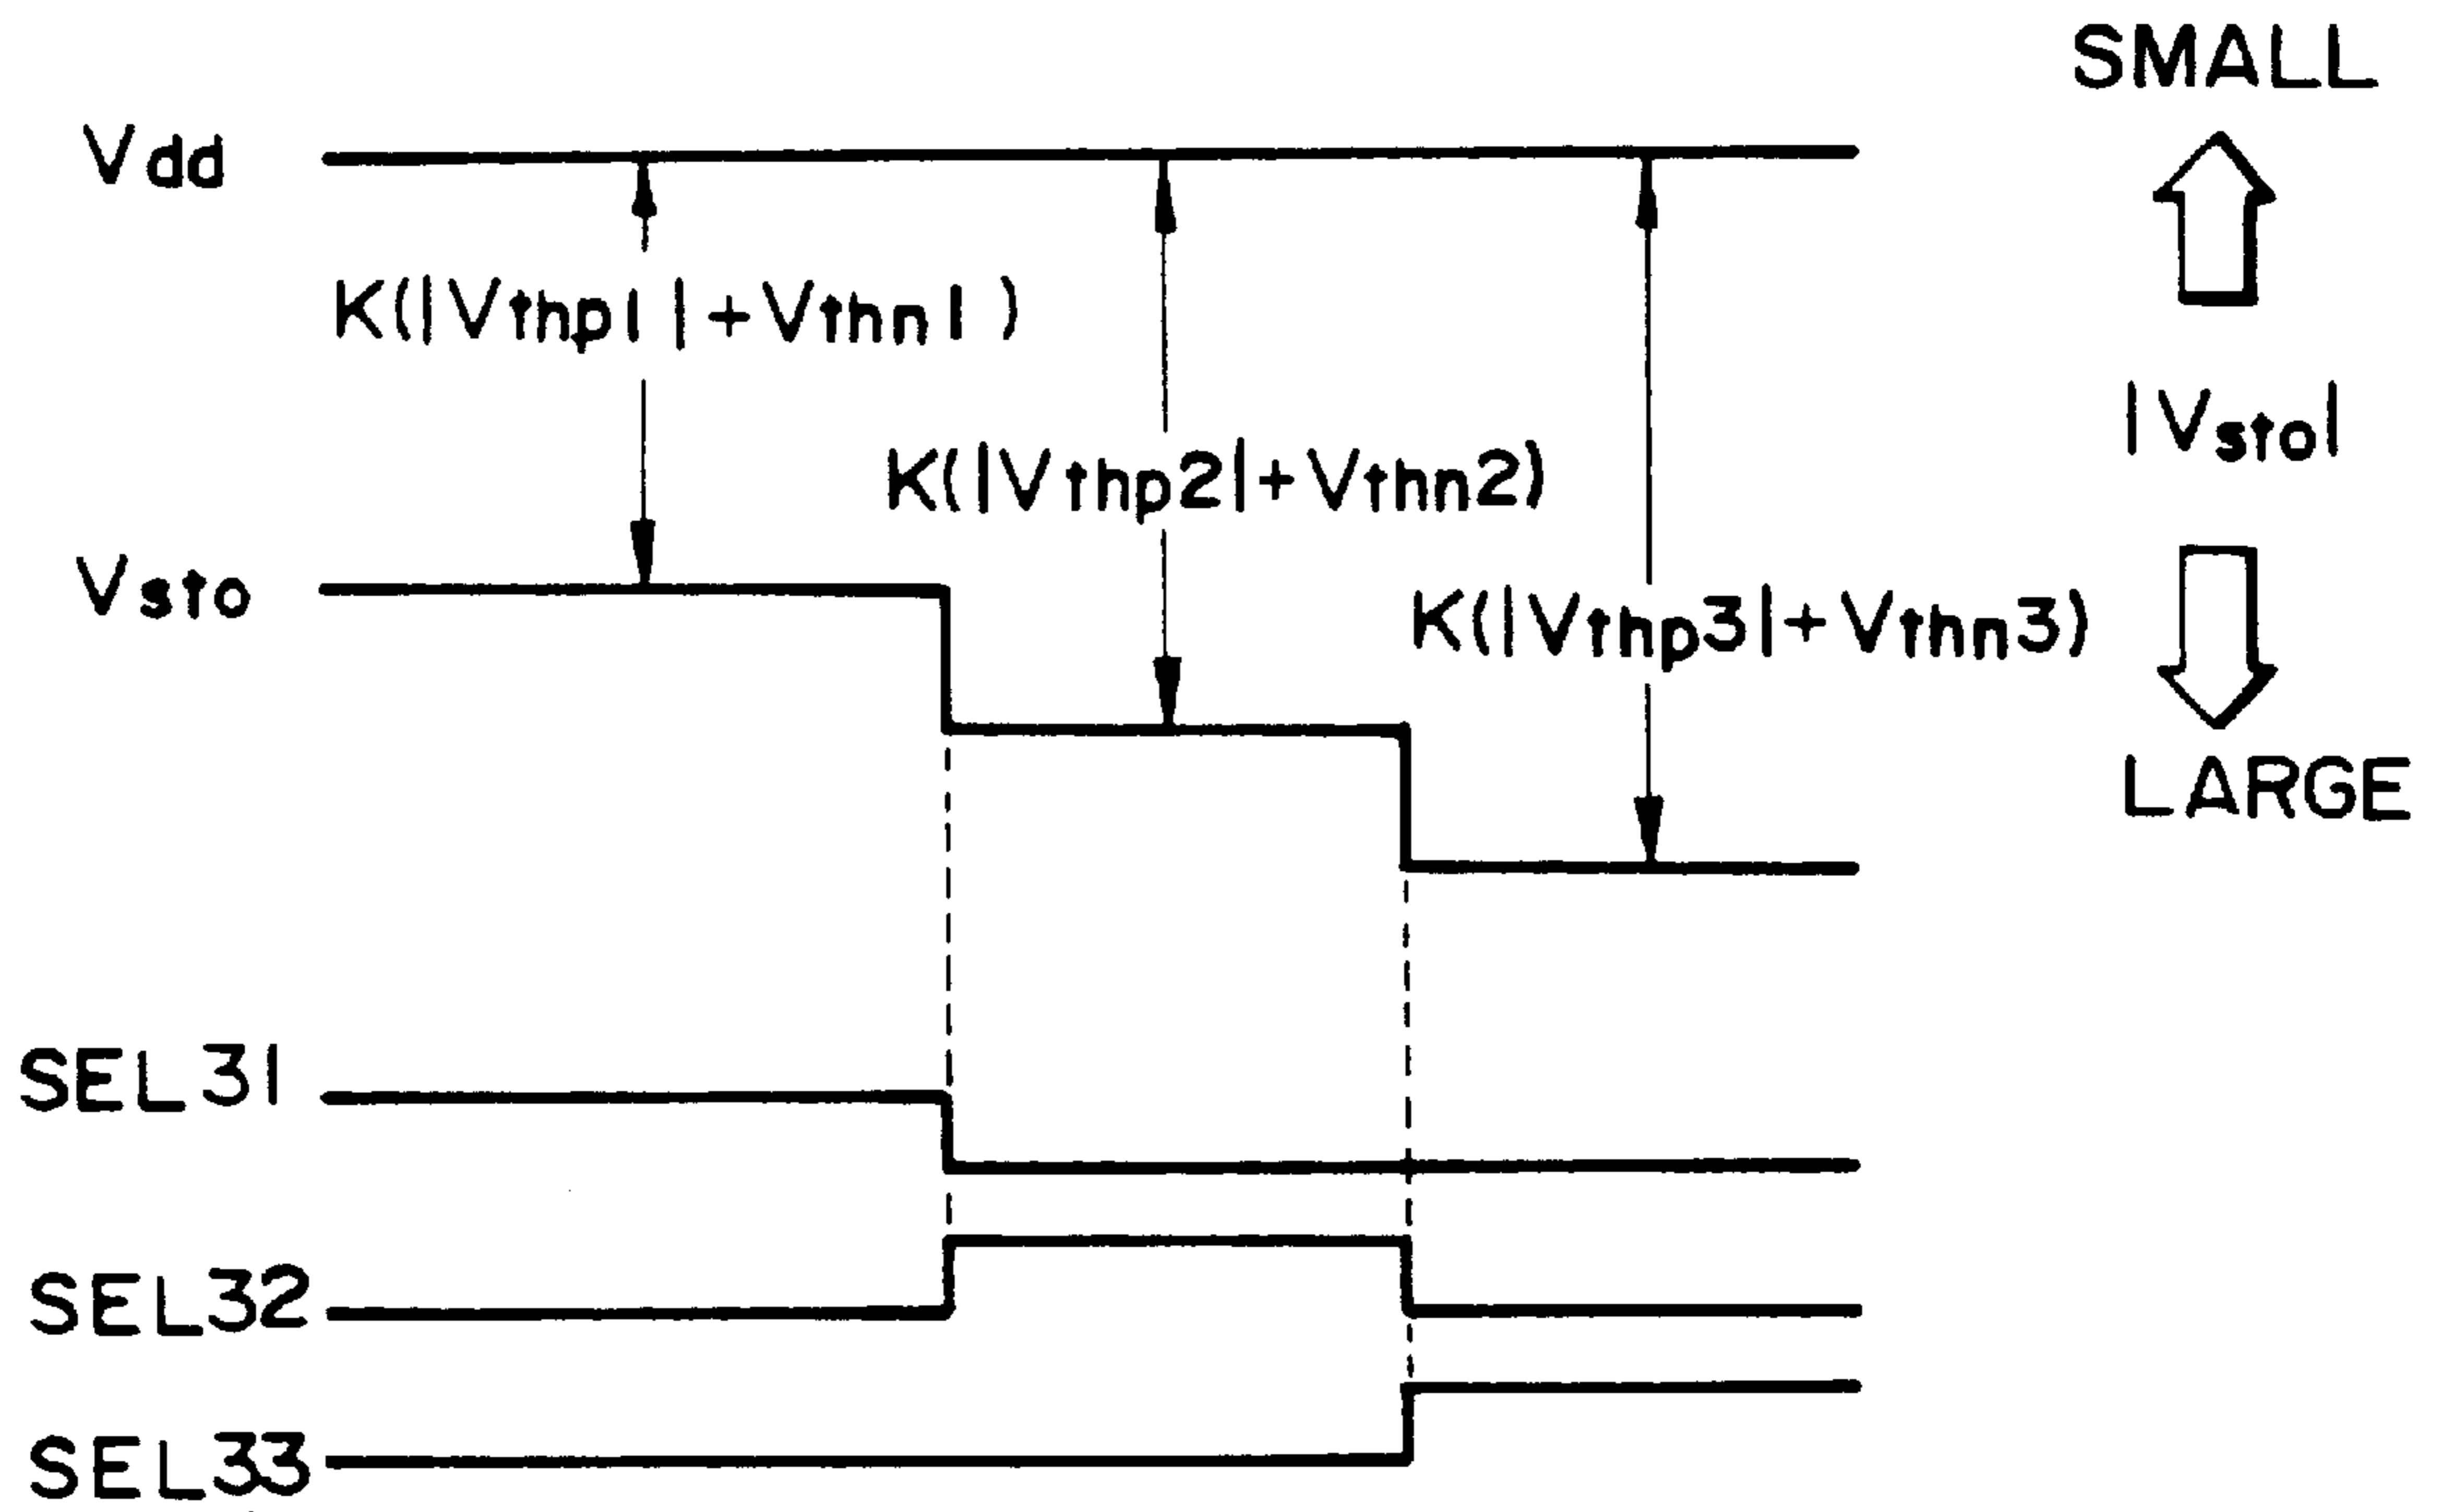 SMALL
Vdd
K(|Vthp1|+Vthn1)
|Vsto|
K(|Vthp2|+Vthn2)
Vsto
K(|Vthp3|+Vthn3)
LARGE
SEL31
SEL32
SEL33